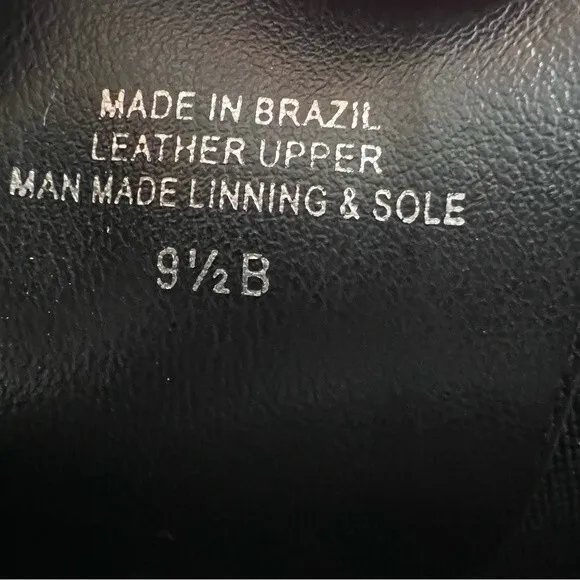 MADE IN BRAZIL
LEATHER UPPER
MAN MADE LINNING & SOLE
9½B